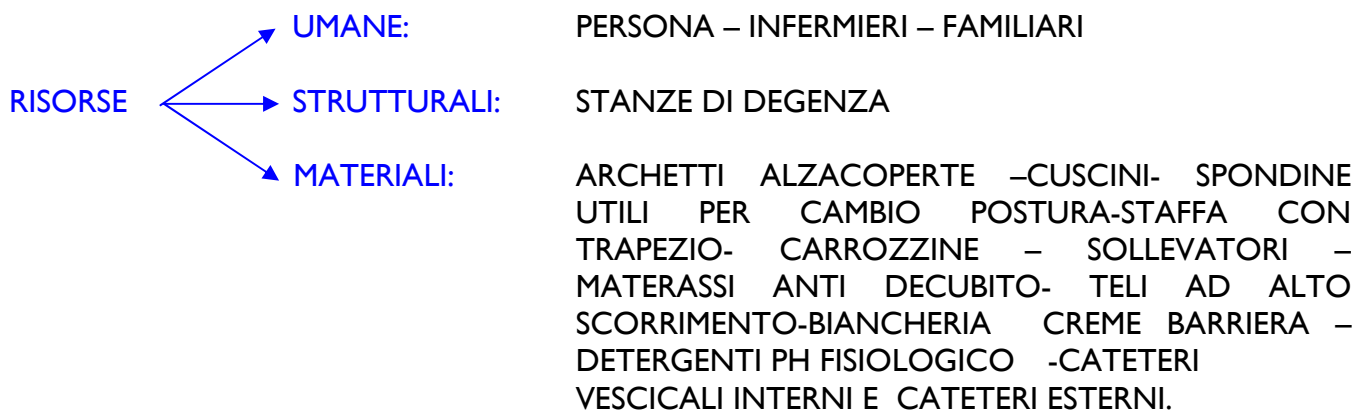 UMANE: PERSONA – INFERMIERI – FAMILIARI
RISORSE STRUTTURALI: STANZE DI DEGENZA
MATERIALI: ARCHETTI ALZACOPERTE –CUSCINI- SPONDINE
UTILI PER CAMBIO POSTURA-STAFFA CON
TRAPEZIO- CARROZZINE – SOLLEVATORI –
MATERASSI ANTI DECUBITO- TELI AD ALTO
SCORRIMENTO-BIANCHERIA CREME BARRIERA –
DETERGENTI PH FISIOLOGICO -CATETERI
VESCICALI INTERNI E CATETERI ESTERNI.